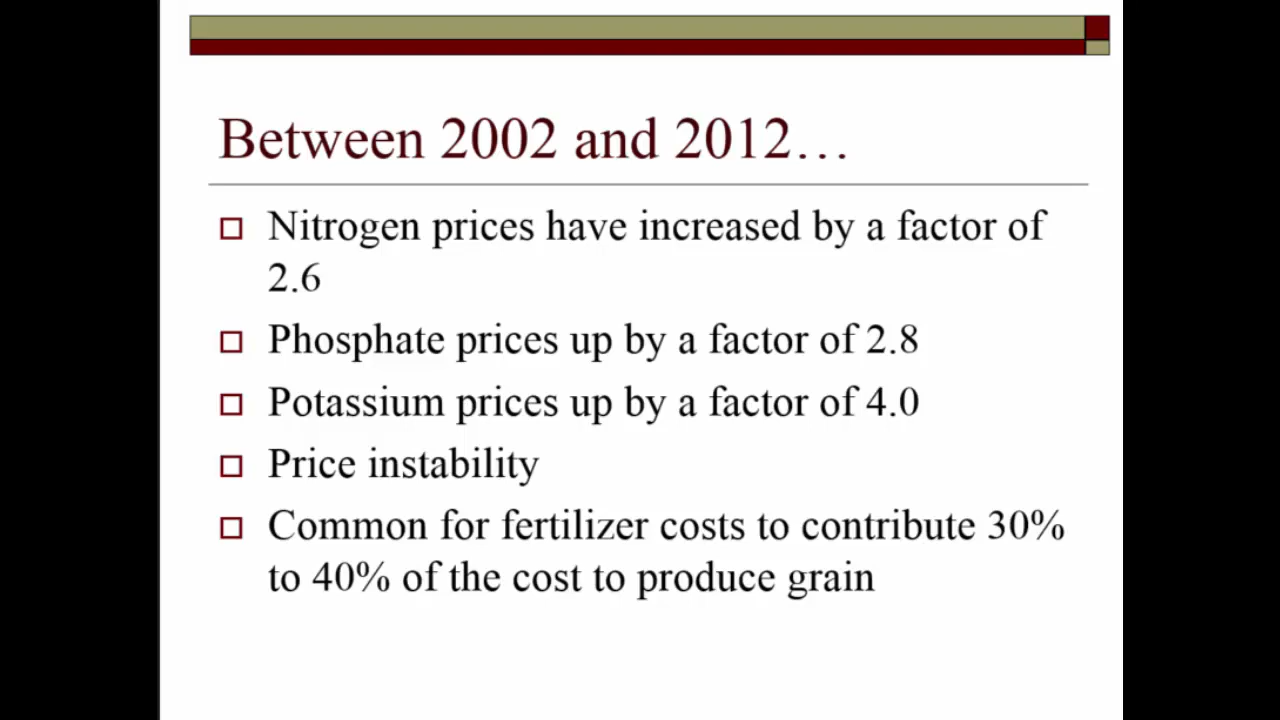 Between 2002 and 2012…
Nitrogen prices have increased by a factor of
2.6
Phosphate prices up by a factor of 2.8
Potassium prices up by a factor of 4.0
Price instability
Common for fertilizer costs to contribute 30%
to 40% of the cost to produce grain